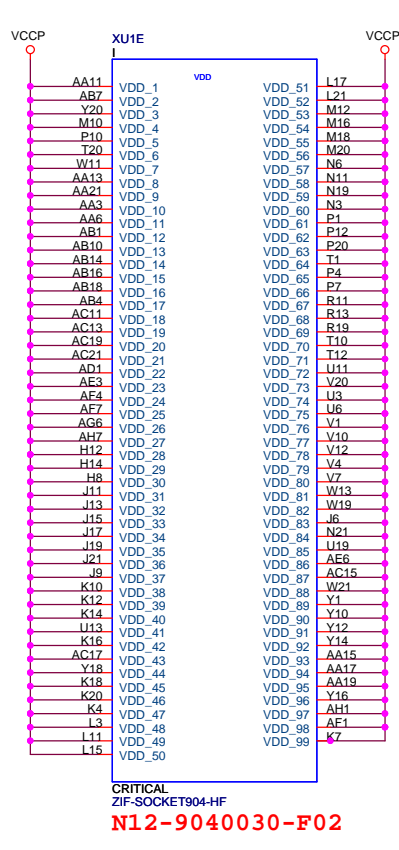 VCCP VCCP
XU1E
I
VDD
AA11 VDD_1 VDD_51 L17
AB7 VDD_2 VDD_52 L21
Y20 VDD_3 VDD_53 M12
M10 VDD_4 VDD_54 M16
P10 VDD_5 VDD_55 M18
T20 VDD_6 VDD_56 M20
W11 VDD_7 VDD_57 N6
AA13 VDD_8 VDD_58 N11
AA21 VDD_9 VDD_59 N19
AA3 VDD_10 VDD_60 N3
AA6 VDD_11 VDD_61 P1
AB1 VDD_12 VDD_62 P12
AB10 VDD_13 VDD_63 P20
AB14 VDD_14 VDD_64 T1
AB16 VDD_15 VDD_65 P4
AB18 VDD_16 VDD_66 P7
AB4 VDD_17 VDD_67 R11
AC11 VDD_18 VDD_68 R13
AC13 VDD_19 VDD_69 R19
AC19 VDD_20 VDD_70 T10
AC21 VDD_21 VDD_71 T12
AD1 VDD_22 VDD_72 U11
AE3 VDD_23 VDD_73 V20
AF4 VDD_24 VDD_74 U3
AF7 VDD_25 VDD_75 U6
AG6 VDD_26 VDD_76 V1
AH7 VDD_27 VDD_77 V10
H12 VDD_28 VDD_78 V12
H14 VDD_29 VDD_79 V4
H8 VDD_30 VDD_80 V7
J11 VDD_31 VDD_81 W13
J13 VDD_32 VDD_82 W19
J15 VDD_33 VDD_83 J6
J17 VDD_34 VDD_84 N21
J19 VDD_35 VDD_85 U19
J21 VDD_36 VDD_86 AE6
J9 VDD_37 VDD_87 AC15
K10 VDD_38 VDD_88 W21
K12 VDD_39 VDD_89 Y1
K14 VDD_40 VDD_90 Y10
U13 VDD_41 VDD_91 Y12
K16 VDD_42 VDD_92 Y14
AC17 VDD_43 VDD_93 AA15
Y18 VDD_44 VDD_94 AA17
K18 VDD_45 VDD_95 AA19
K20 VDD_46 VDD_96 Y16
K4 VDD_47 VDD_97 AH1
L3 VDD_48 VDD_98 AF1
L11 VDD_49 VDD_99 K7
L15 VDD_50
CRITICAL
ZIF-SOCKET904-HF
N12-9040030-F02